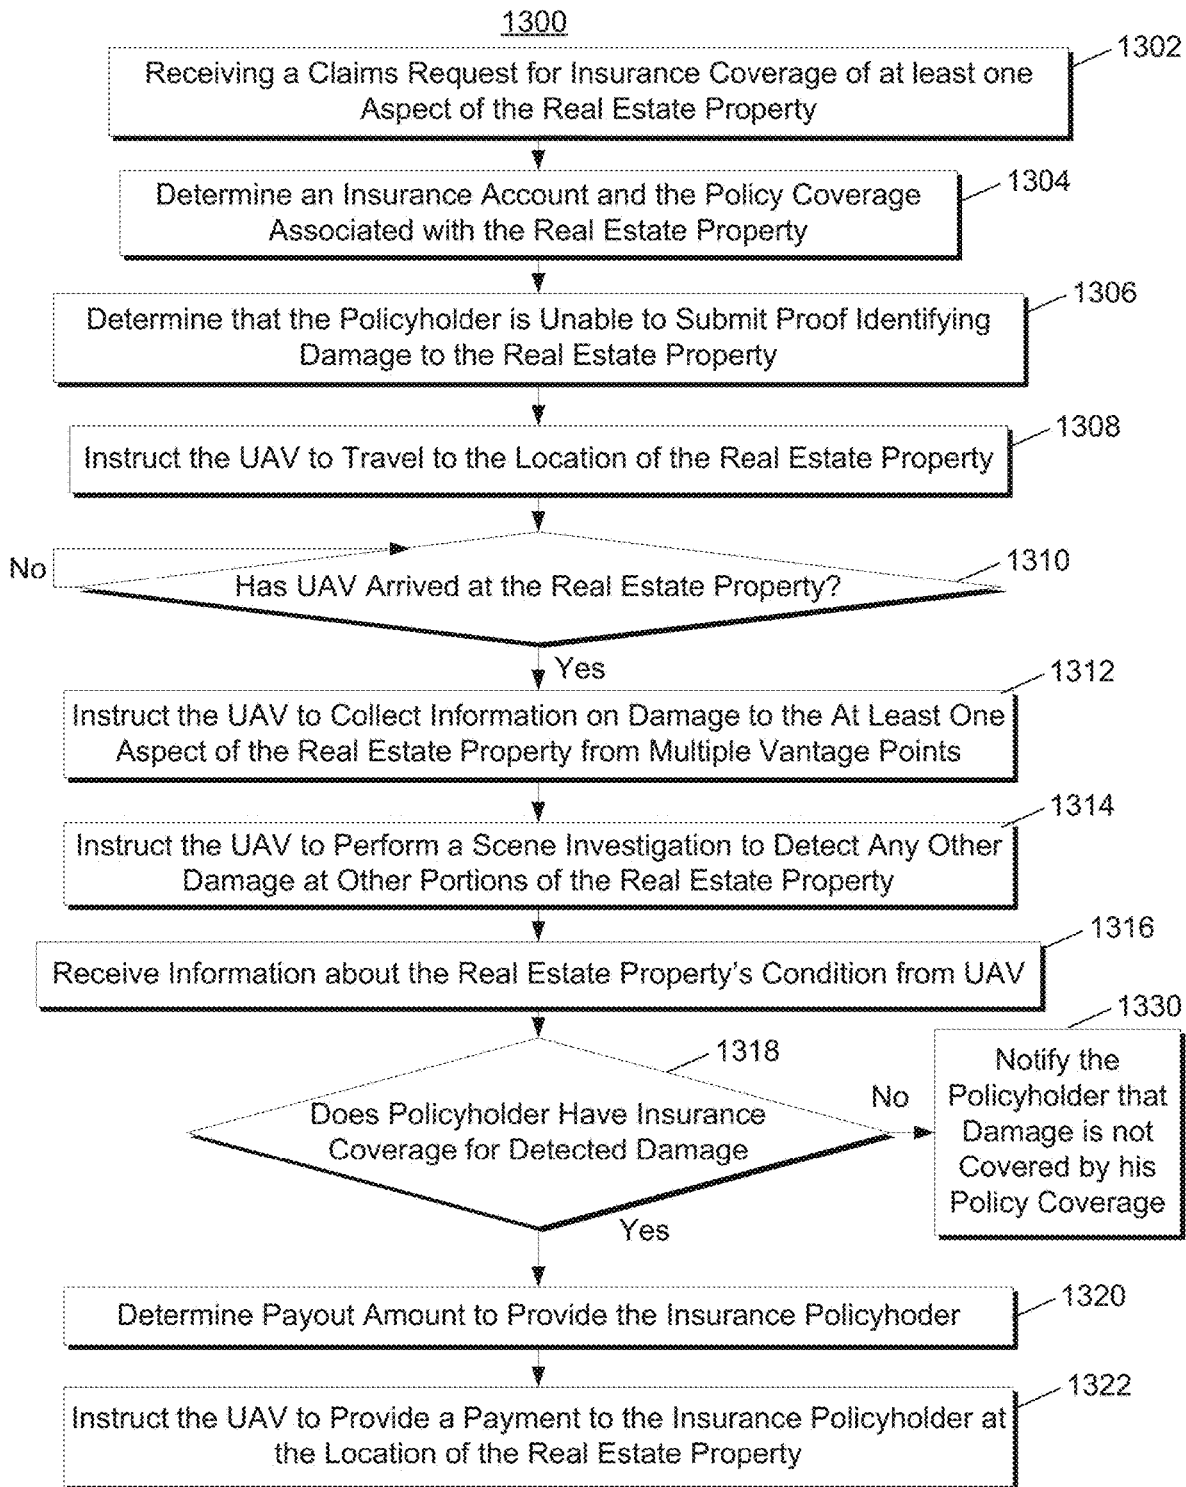 1300
1302
Receiving a Claims Request for Insurance Coverage of at least one
Aspect of the Real Estate Property
1304
Determine an Insurance Account and the Policy Coverage
Associated with the Real Estate Property
1306
Determine that the Policyholder is Unable to Submit Proof Identifying
Damage to the Real Estate Property
1308
Instruct the UAV to Travel to the Location of the Real Estate Property
No
1310
Has UAV Arrived at the Real Estate Property?
Yes
1312
Instruct the UAV to Collect Information on Damage to the At Least One
Aspect of the Real Estate Property from Multiple Vantage Points
1314
Instruct the UAV to Perform a Scene Investigation to Detect Any Other
Damage at Other Portions of the Real Estate Property
1316
Receive Information about the Real Estate Property's Condition from UAV
1318
Does Policyholder Have Insurance
Coverage for Detected Damage
No
1330
Notify the
Policyholder that
Damage is not
Covered by his
Policy Coverage
Yes
1320
Determine Payout Amount to Provide the Insurance Policyhoder
1322
Instruct the UAV to Provide a Payment to the Insurance Policyholder at
the Location of the Real Estate Property